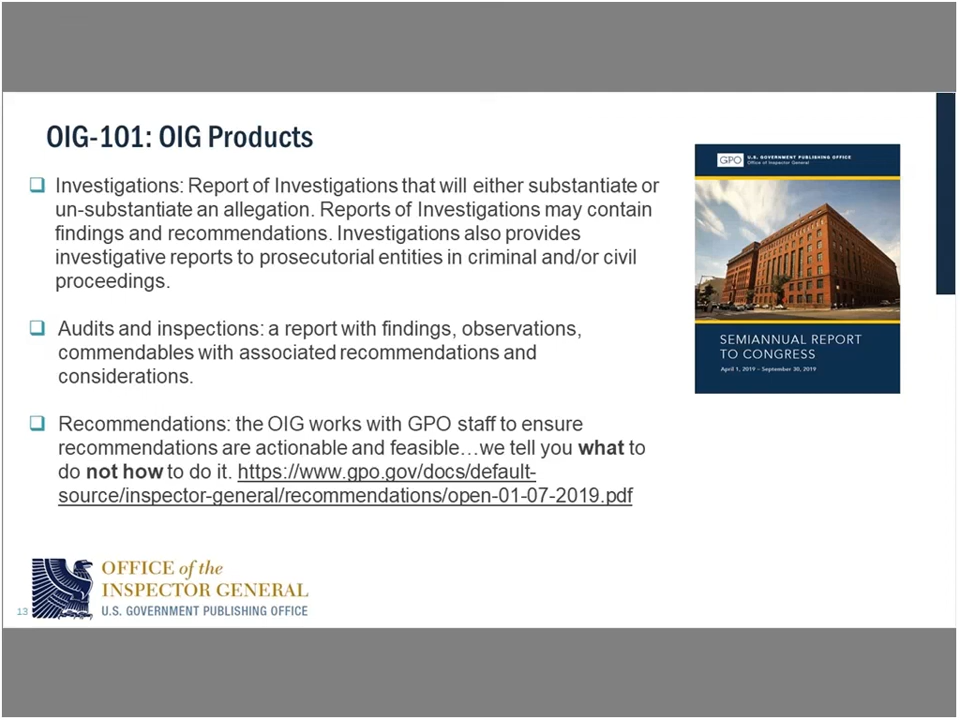 OIG-101: OIG Products
Investigations: Report of Investigations that will either substantiate or
un-substantiate an allegation. Reports of Investigations may contain
findings and recommendations. Investigations also provides
investigative reports to prosecutorial entities in criminal and/or civil
proceedings.
Audits and inspections: a report with findings, observations,
commendables with associated recommendations and
considerations.
Recommendations: the OIG works with GPO staff to ensure
recommendations are actionable and feasible…we tell you what to
do not how to do it. https://www.gpo.gov/docs/default-
source/inspector-general/recommendations/open-01-07-2019.pdf
GPO
U.S. GOVERNMENT PUBLISHING OFFICE
Office of Inspector General
SEMIANNUAL REPORT
TO CONGRESS
April 1, 2019 – September 30, 2019
OFFICE of the
INSPECTOR GENERAL
U.S. GOVERNMENT PUBLISHING OFFICE
13